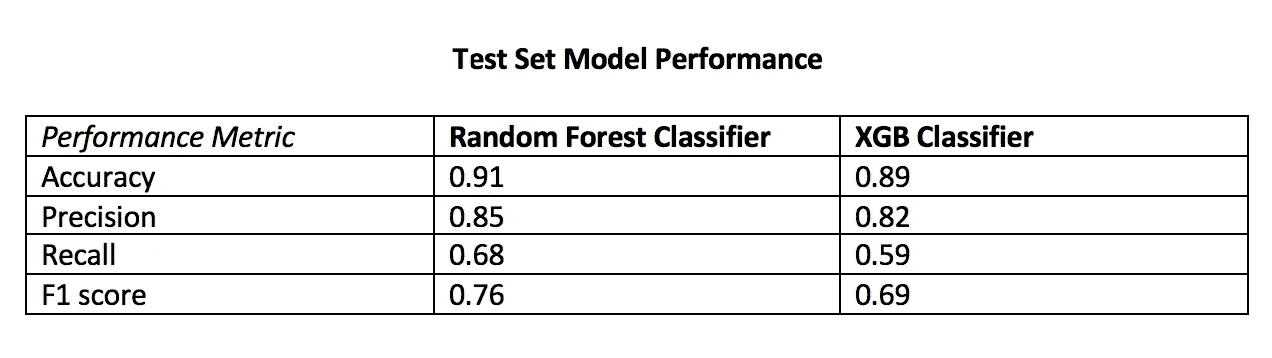 Test Set Model Performance
Performance Metric Random Forest Classifier XGB Classifier
Accuracy 0.91 0.89
Precision 0.85 0.82
Recall 0.68 0.59
F1 score 0.76 0.69